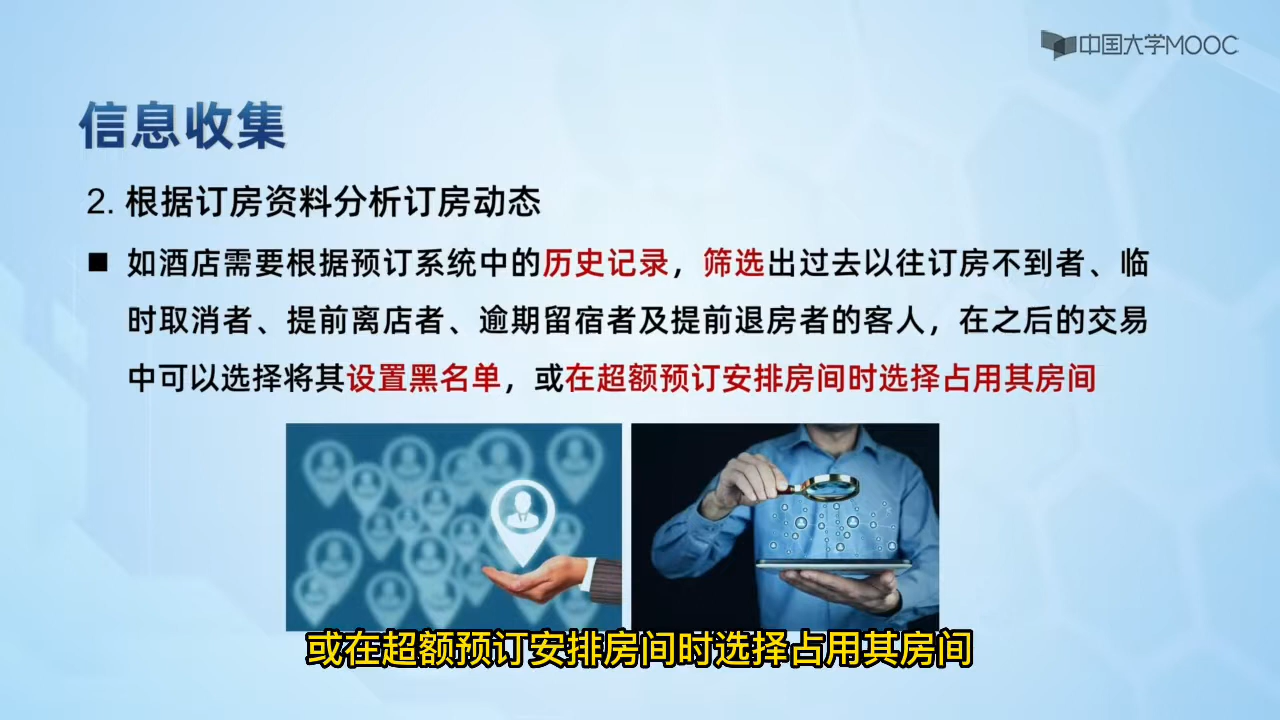 中国大学MOOC
信息收集
2. 根据订房资料分析订房动态
■ 如酒店需要根据预订系统中的历史记录，筛选出过去以往订房不到者、临
时取消者、提前离店者、逾期留宿者及提前退房者的客人，在之后的交易
中可以选择将其设置黑名单，或在超额预订安排房间时选择占用其房间
或在超额预订安排房间时选择占用其房间